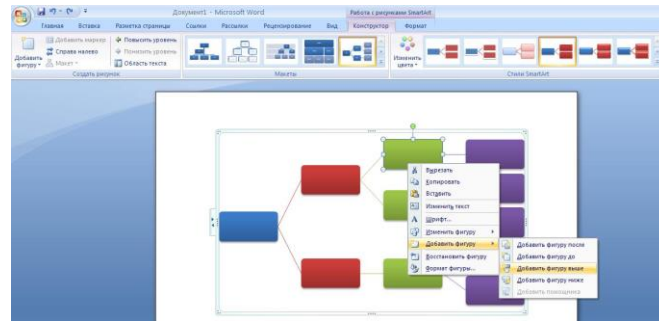 Документ1 - Microsoft Word
Работа с рисунками SmartArt
Главная Вставка Разметка страницы Ссылки Рассылки Рецензирование Вид Конструктор Формат
Добавить фигуру
Добавить маркер
Справа налево
Макет
Повысить уровень
Понизить уровень
Область текста
Изменить цвета
Создать рисунок Макеты Стили SmartArt
Вырезать
Копировать
Вставить
Изменить текст
Шрифт...
Изменить фигуру
Добавить фигуру
Восстановить фигуру
Формат фигуры...
Добавить фигуру после
Добавить фигуру до
Добавить фигуру выше
Добавить фигуру ниже
Добавить помощника